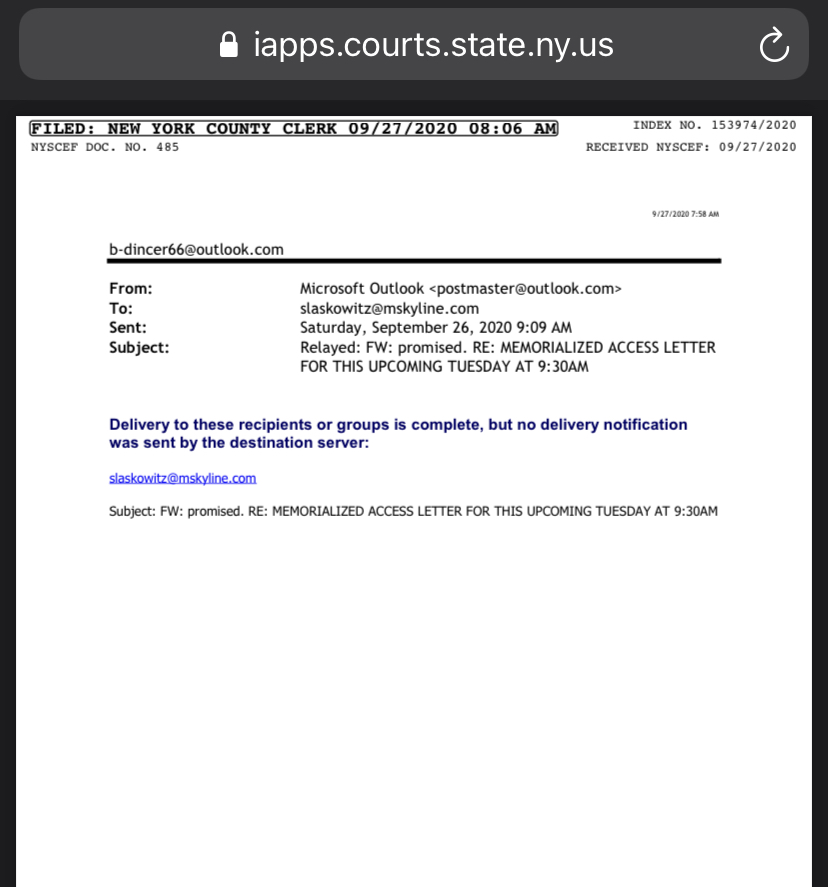 iapps.courts.state.ny.us
FILED: NEW YORK COUNTY CLERK 09/27/2020 08:06 AM
INDEX NO. 153974/2020
NYSCEF DOC. NO. 485
RECEIVED NYSCEF: 09/27/2020
9/27/2020 7:58 AM
b-dincer66@outlook.com
From: Microsoft Outlook <postmaster@outlook.com>
To: slaskowitz@mskyline.com
Sent: Saturday, September 26, 2020 9:09 AM
Subject: Relayed: FW: promised. RE: MEMORIALIZED ACCESS LETTER
FOR THIS UPCOMING TUESDAY AT 9:30AM
Delivery to these recipients or groups is complete, but no delivery notification
was sent by the destination server:
slaskowitz@mskyline.com
Subject: FW: promised. RE: MEMORIALIZED ACCESS LETTER FOR THIS UPCOMING TUESDAY AT 9:30AM